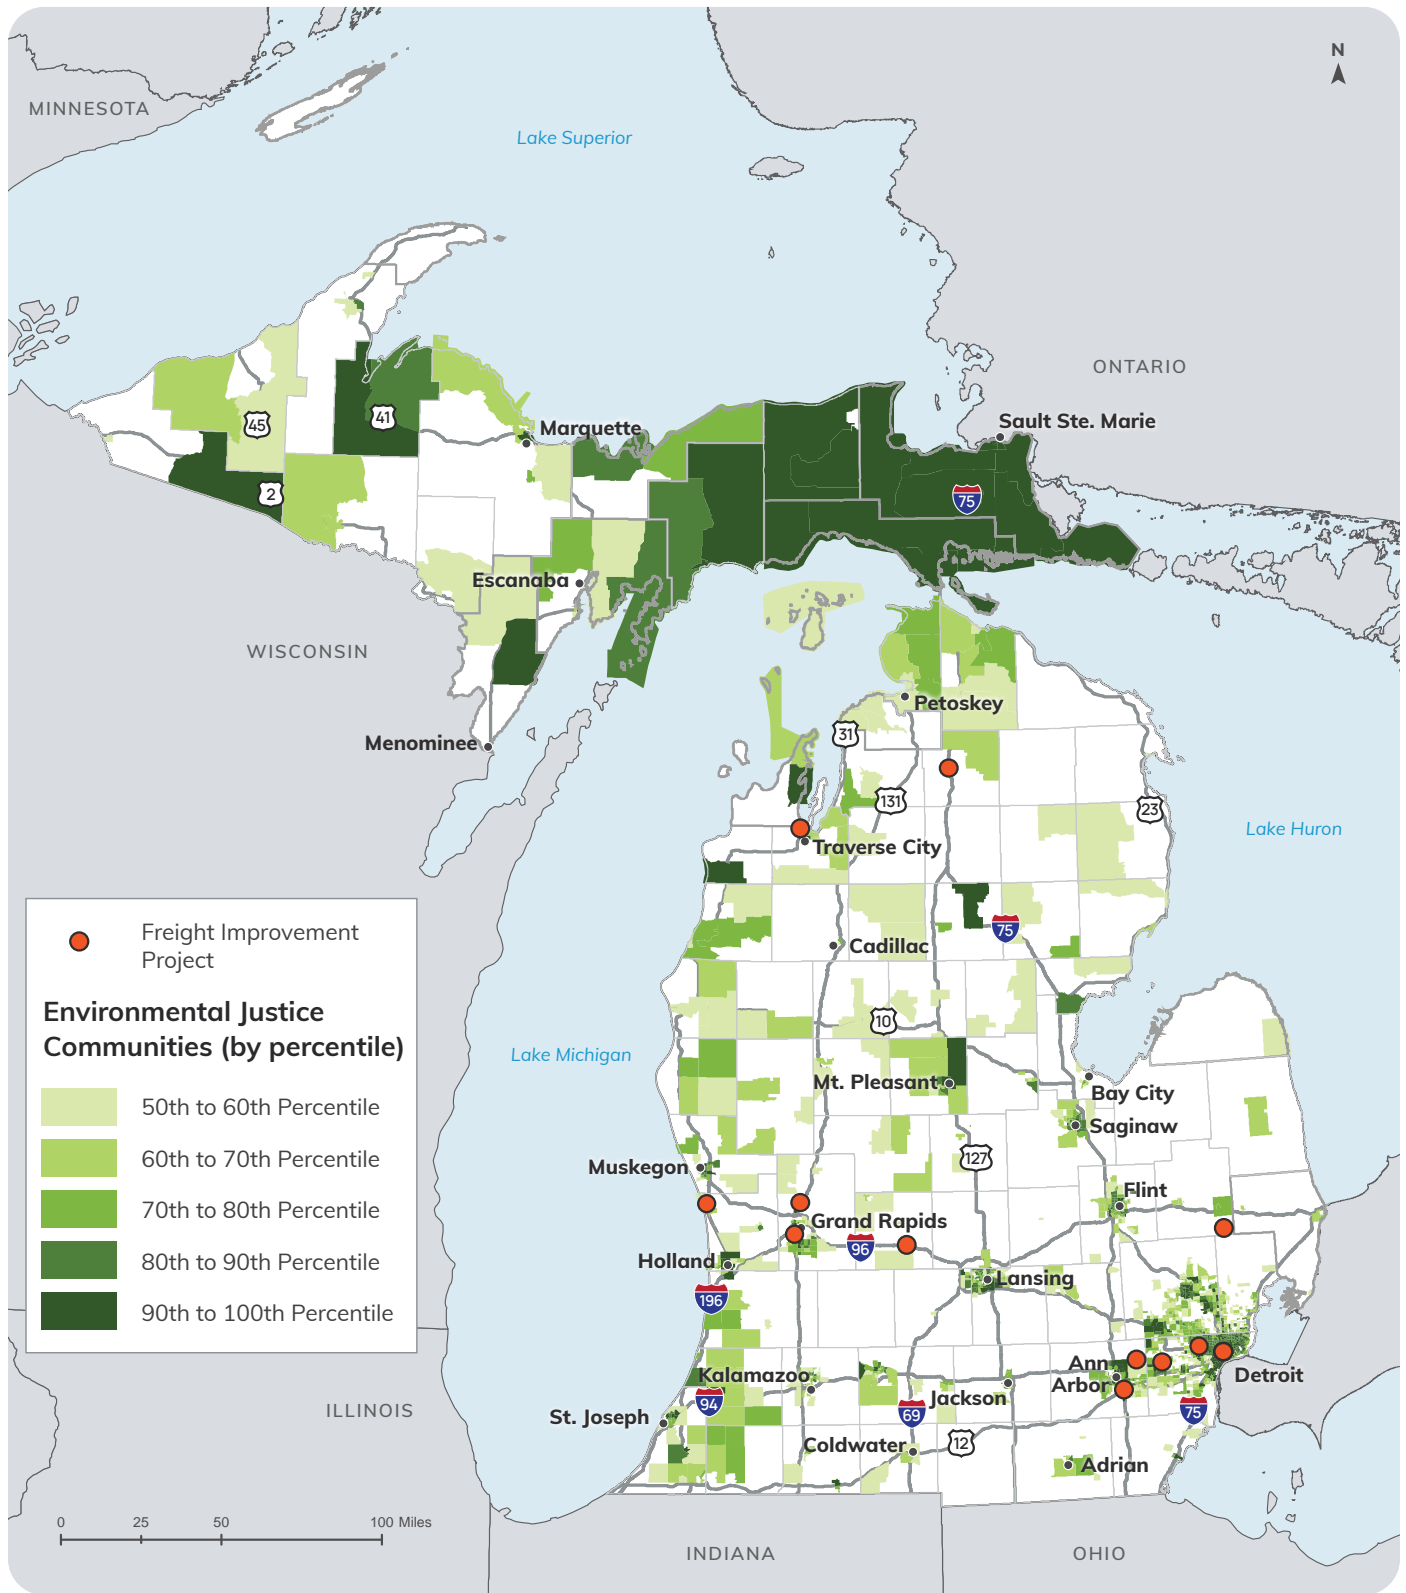 N
MINNESOTA
Lake Superior
ONTARIO
Sault Ste. Marie
Marquette
45
41
2
75
Escanaba
WISCONSIN
Petoskey
Menominee
31
131
23
Lake Huron
Traverse City
75
Cadillac
10
Lake Michigan
Mt. Pleasant
Bay City
Saginaw
127
Muskegon
Flint
Grand Rapids
96
Holland
Lansing
196
Ann
Arbor
Detroit
Kalamazoo
94
Jackson
69
75
St. Joseph
Coldwater
12
Adrian
ILLINOIS
INDIANA
OHIO
Freight Improvement
Project
Environmental Justice
Communities (by percentile)
50th to 60th Percentile
60th to 70th Percentile
70th to 80th Percentile
80th to 90th Percentile
90th to 100th Percentile
0 25 50 100 Miles